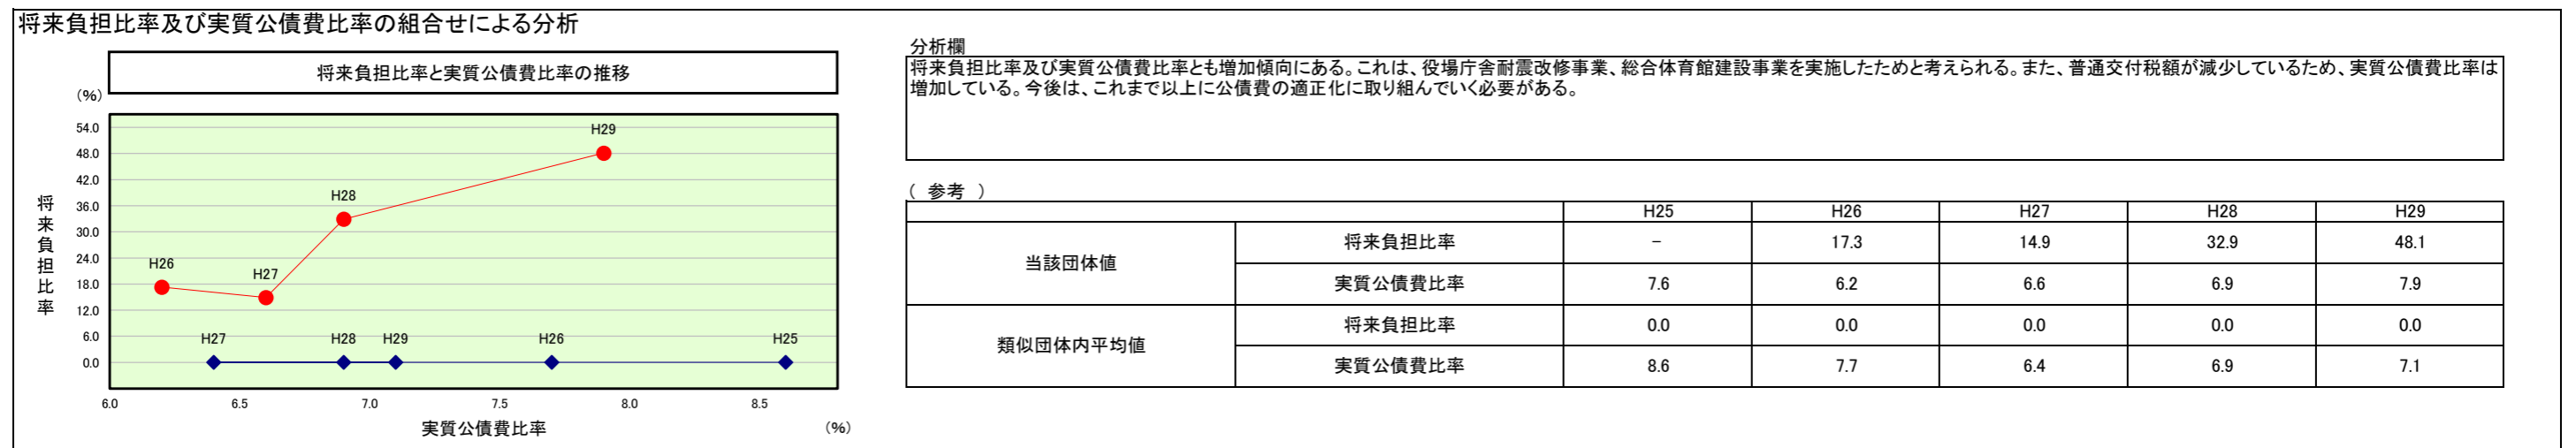 将来負担比率及び実質公債費比率の組合せによる分析
将来負担比率と実質公債費比率の推移
(%)
54.0
48.0
42.0
36.0
30.0
24.0
18.0
12.0
6.0
0.0
将来負担比率
H26
H27
H28
H29
H27
H28
H29
H26
H25
6.0 6.5 7.0 7.5 8.0 8.5
実質公債費比率
(%)
分析欄
将来負担比率及び実質公債費比率とも増加傾向にある。これは、役場庁舎耐震改修事業、総合体育館建設事業を実施したためと考えられる。また、普通交付税額が減少しているため、実質公債費比率は
増加している。今後は、これまで以上に公債費の適正化に取り組んでいく必要がある。
( 参考 )
H25 H26 H27 H28 H29
当該団体値
将来負担比率 － 17.3 14.9 32.9 48.1
実質公債費比率 7.6 6.2 6.6 6.9 7.9
類似団体内平均値
将来負担比率 0.0 0.0 0.0 0.0 0.0
実質公債費比率 8.6 7.7 6.4 6.9 7.1